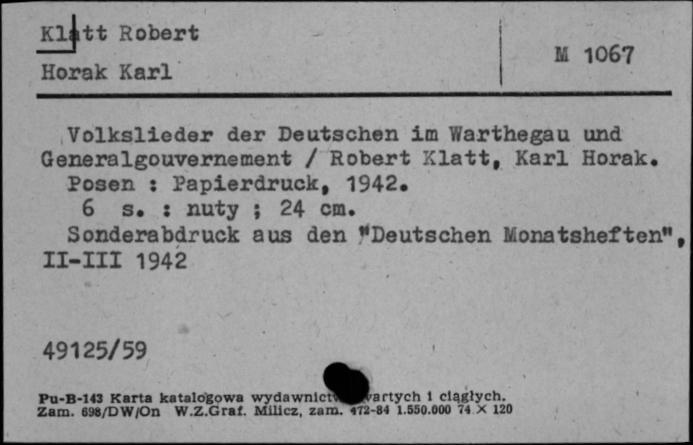 Klatt Robert
M 1067
Horak Karl
Volkslieder der Deutschen im Warthegau und
Generalgouvernement / Robert Klatt, Karl Horak.
Posen : Papierdruck, 1942.
6 s. : nuty ; 24 cm.
Sonderabdruck aus den "Deutschen Monatsheften",
II-III 1942
49125/59
Pu-B-143 Karta katalogowa wydawnictw zwartych i ciągłych.
Zam. 698/DW/On W.Z.Graf. Milicz, zam. 472-84 1.550.000 74 × 120